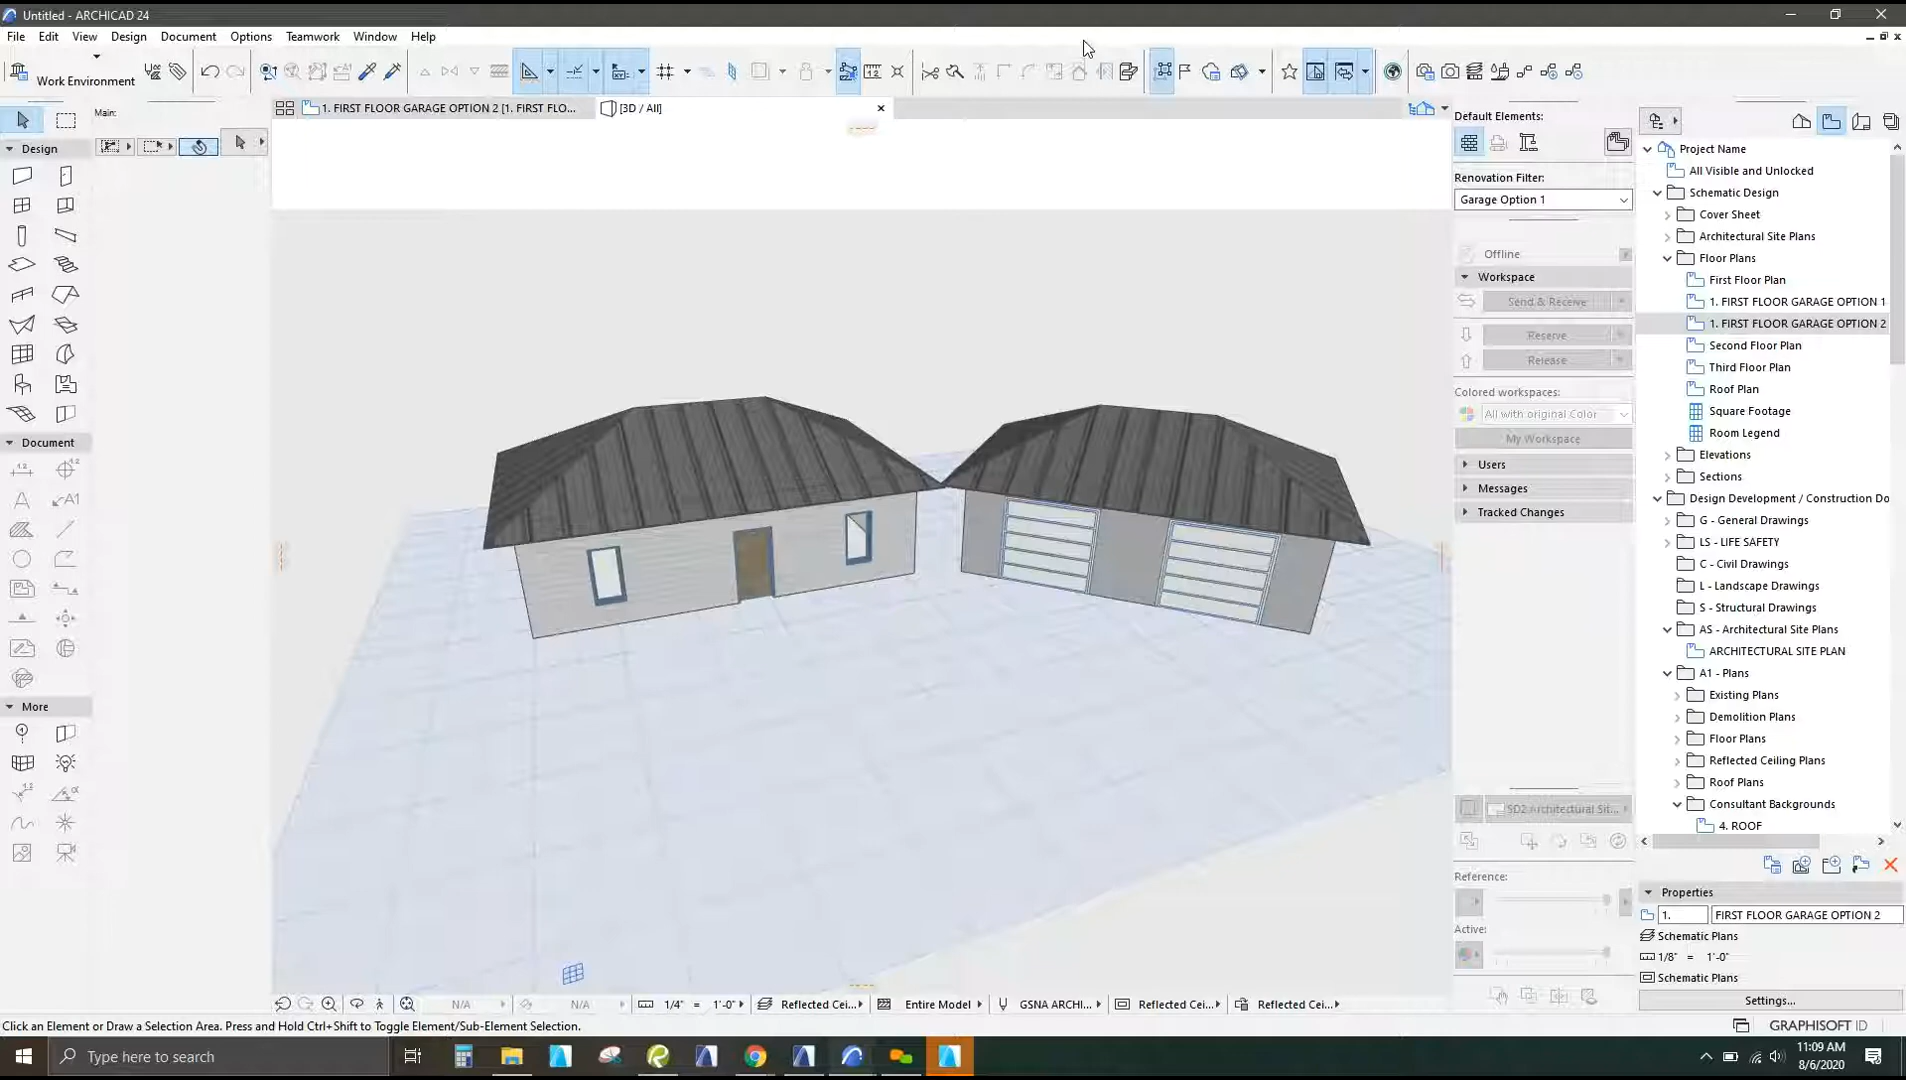 Untitled - ARCHICAD 24
File Edit View Design Document Options Teamwork Window Help
Work Environment
Main:
1. FIRST FLOOR GARAGE OPTION 2 [1. FIRST FLO...
[3D / All]
Design
Document
More
Default Elements:
Renovation Filter:
Garage Option 1
Offline
Workspace
Send & Receive
Reserve
Release
Colored workspaces:
All with original Color
My Workspace
Users
Messages
Tracked Changes
SD2 Architectural Sit...
Reference:
Active:
Project Name
All Visible and Unlocked
Schematic Design
Cover Sheet
Architectural Site Plans
Floor Plans
First Floor Plan
1. FIRST FLOOR GARAGE OPTION 1
1. FIRST FLOOR GARAGE OPTION 2
Second Floor Plan
Third Floor Plan
Roof Plan
Square Footage
Room Legend
Elevations
Sections
Design Development / Construction Do
G - General Drawings
LS - LIFE SAFETY
C - Civil Drawings
L - Landscape Drawings
S - Structural Drawings
AS - Architectural Site Plans
ARCHITECTURAL SITE PLAN
A1 - Plans
Existing Plans
Demolition Plans
Floor Plans
Reflected Ceiling Plans
Roof Plans
Consultant Backgrounds
4. ROOF
Properties
1. FIRST FLOOR GARAGE OPTION 2
Schematic Plans
1/8" = 1'-0"
Schematic Plans
Settings...
N/A N/A 1/4" = 1'-0" Reflected Cei... Entire Model GSNA ARCHI... Reflected Cei... Reflected Cei...
Click an Element or Draw a Selection Area. Press and Hold Ctrl+Shift to Toggle Element/Sub-Element Selection.
GRAPHISOFT ID
Type here to search
11:09 AM
8/6/2020